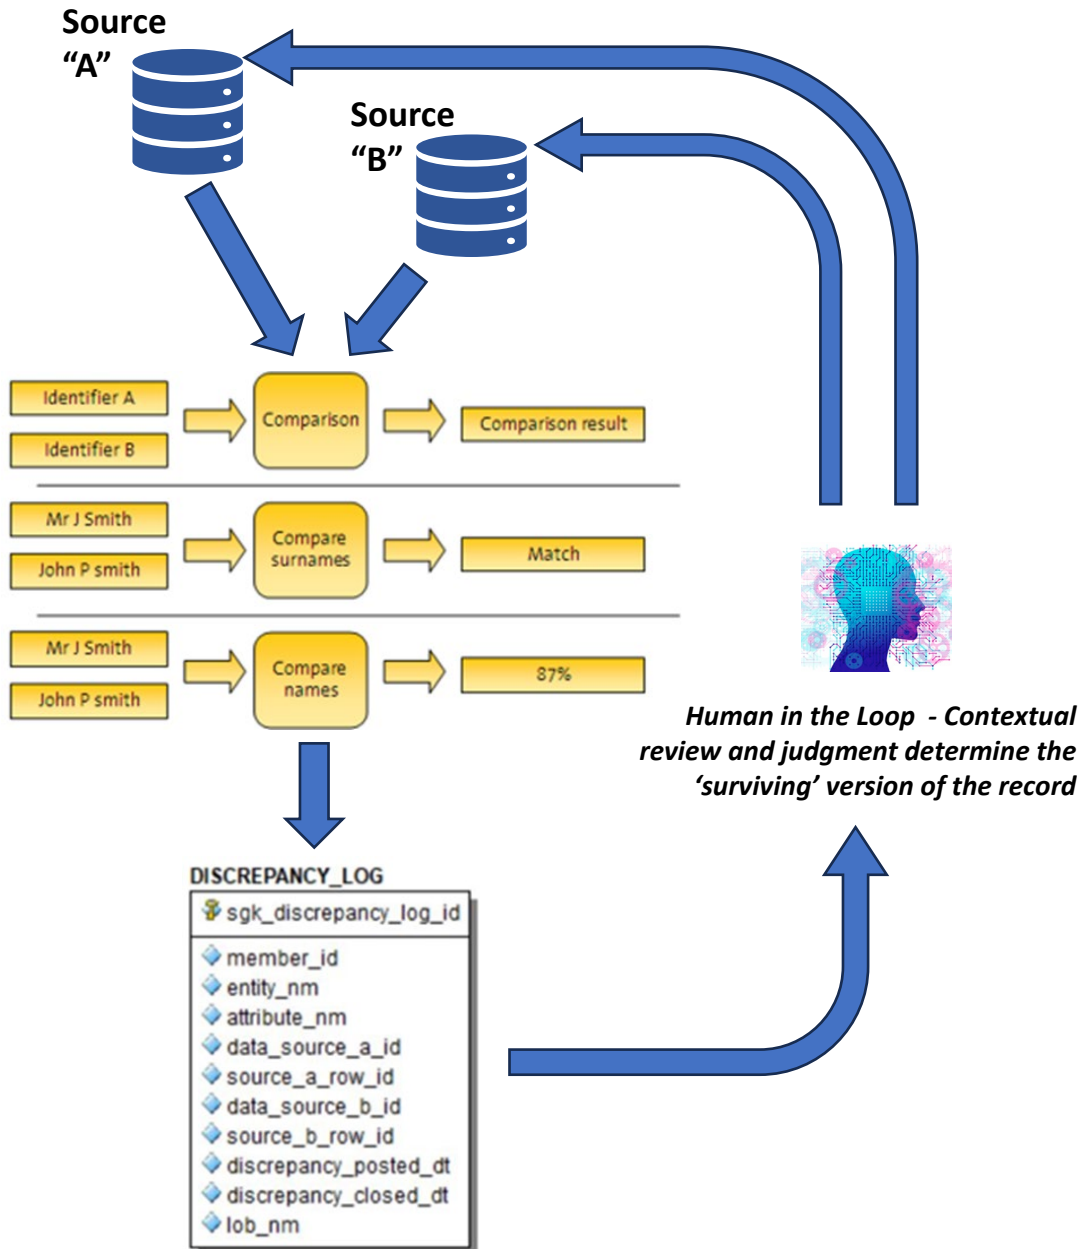 Source
“A”
Source
“B”
Identifier A
Identifier B
Comparison
Comparison result
Mr J Smith
John P smith
Compare
surnames
Match
Mr J Smith
John P smith
Compare
names
87%
Human in the Loop - Contextual
review and judgment determine the
‘surviving’ version of the record
DISCREPANCY_LOG
sgk_discrepancy_log_id
member_id
entity_nm
attribute_nm
data_source_a_id
source_a_row_id
data_source_b_id
source_b_row_id
discrepancy_posted_dt
discrepancy_closed_dt
lob_nm